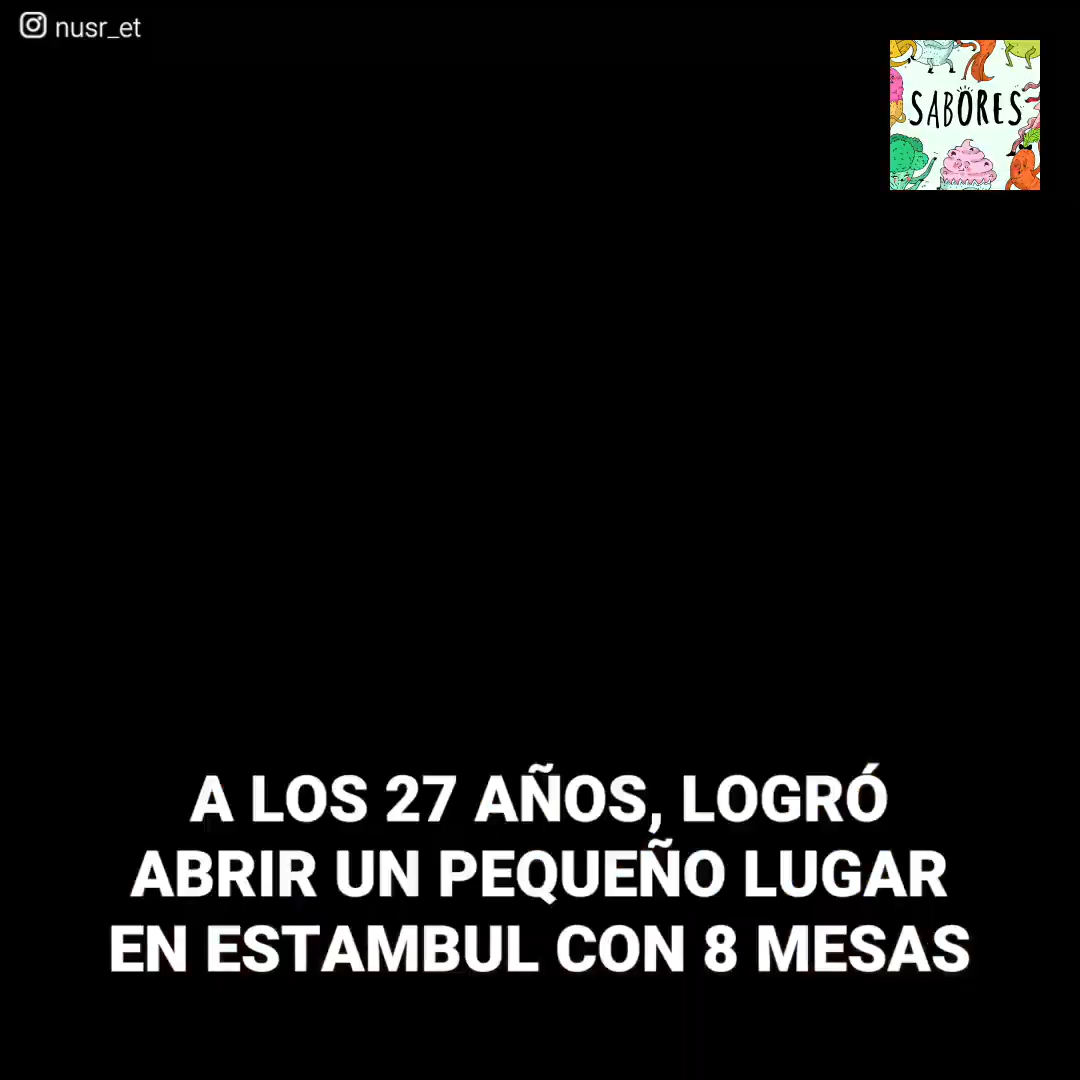 nusr_et
SABORES
A LOS 27 AÑOS, LOGRÓ
ABRIR UN PEQUEÑO LUGAR
EN ESTAMBUL CON 8 MESAS